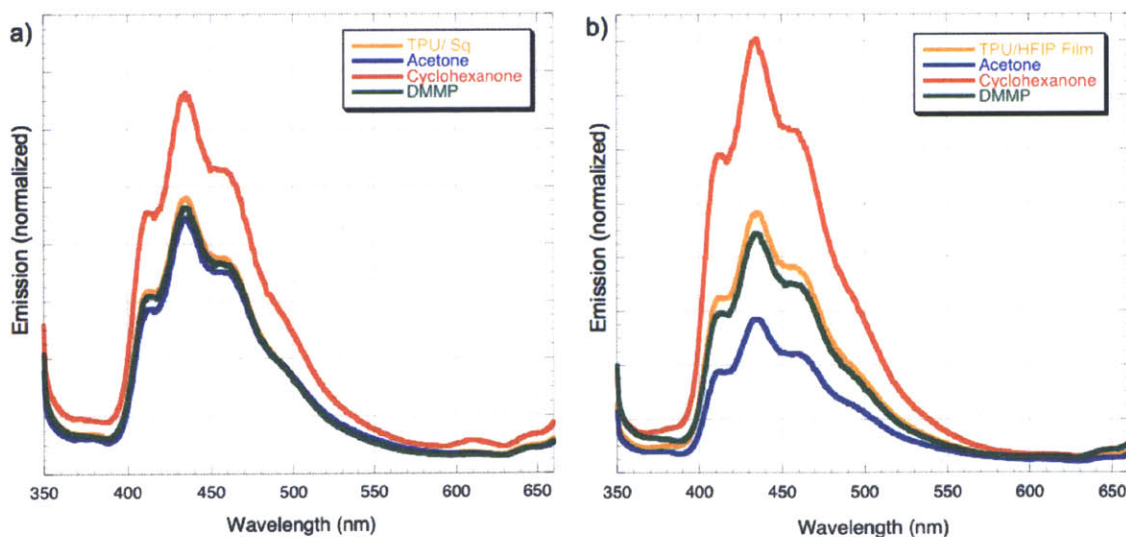 a)
TPU/ Sq
Acetone
Cyclohexanone
DMMP
Emission (normalized)
350 400 450 500 550 600 650
Wavelength (nm)
b)
TPU/HFIP Film
Acetone
Cyclohexanone
DMMP
Emission (normalized)
350 400 450 500 550 600 650
Wavelength (nm)